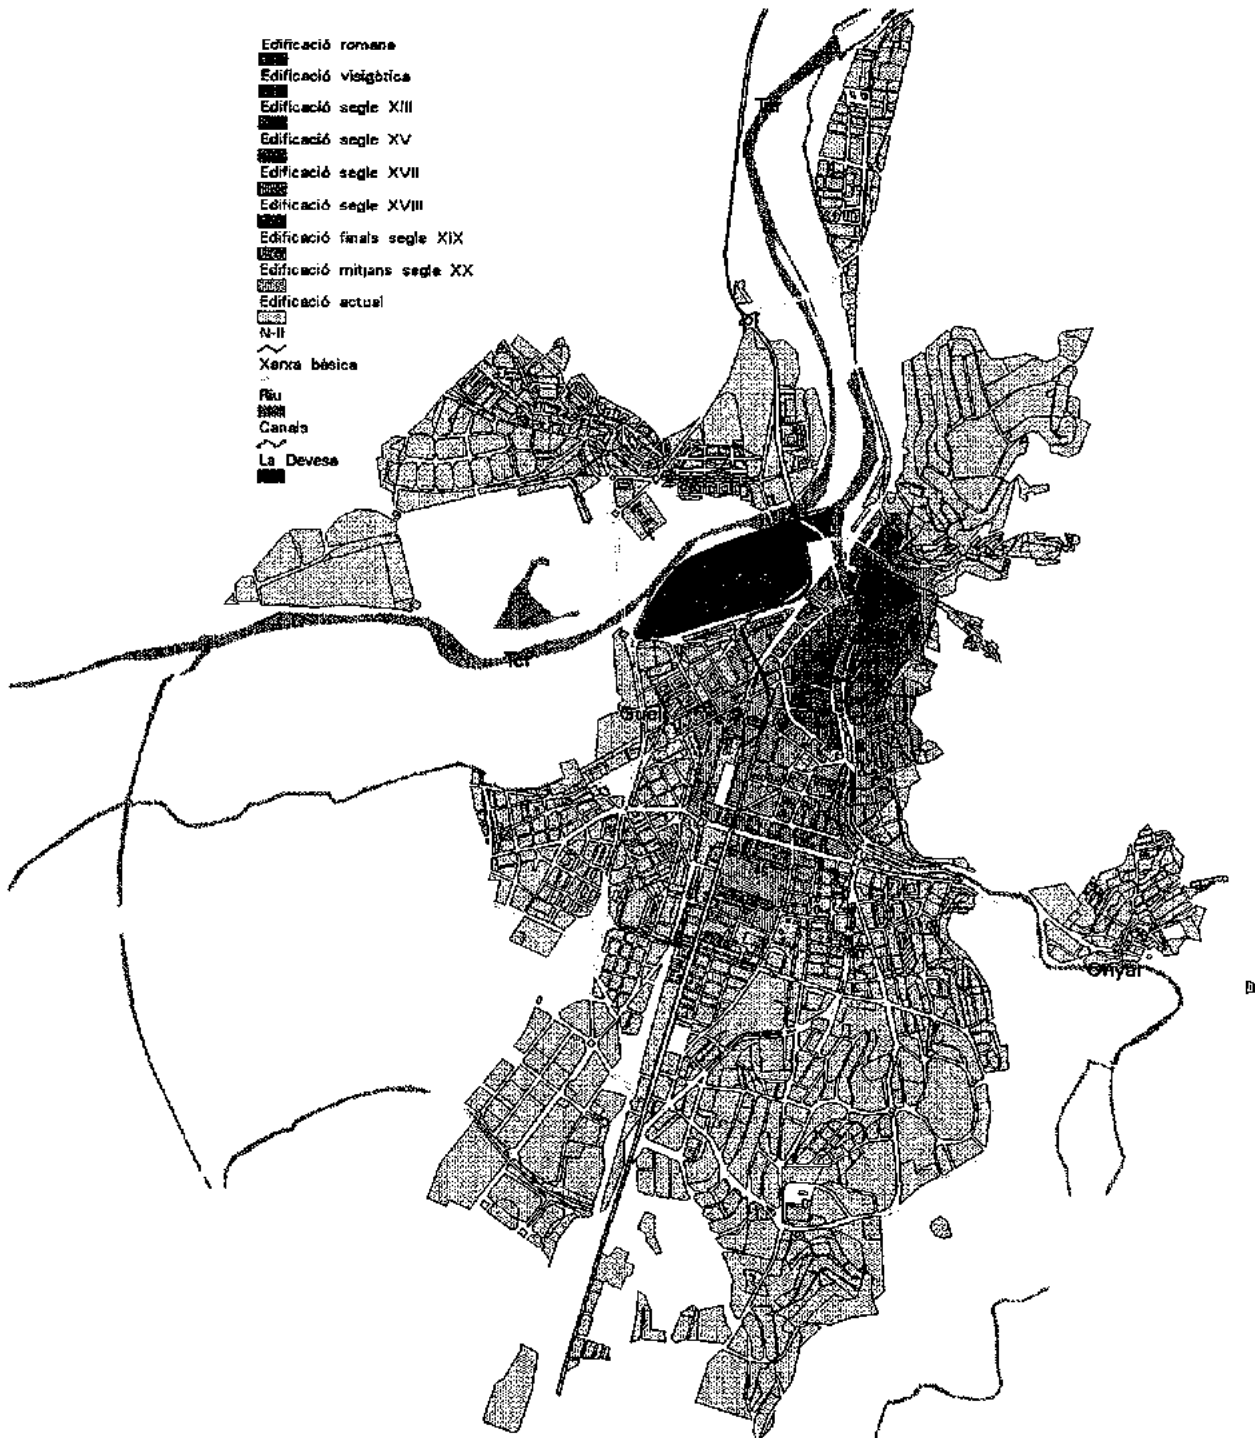 Edificació romana
Edificació visigòtica
Edificació segle XIII
Edificació segle XV
Edificació segle XVII
Edificació segle XVIII
Edificació finals segle XIX
Edificació mitjans segle XX
Edificació actual
N-II
Xarxa bàsica
Riu
Canals
La Devesa
Ter
Ter
Ter
Onyar